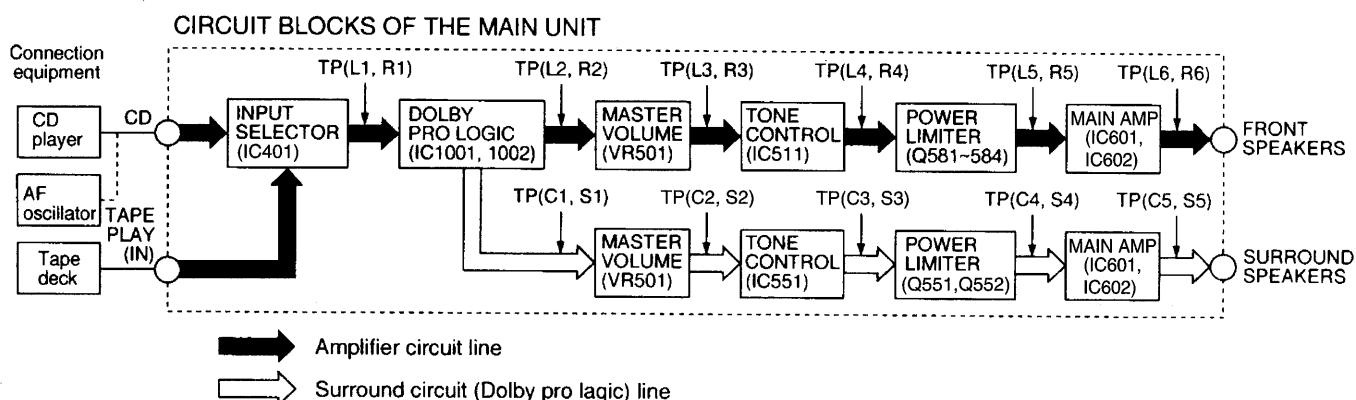 CIRCUIT BLOCKS OF THE MAIN UNIT
Connection
equipment
TP(L1, R1)
TP(L2, R2)
TP(L3, R3)
TP(L4, R4)
TP(L5, R5)
TP(L6, R6)
CD
player
CD
INPUT
SELECTOR
(IC401)
DOLBY
PRO LOGIC
(IC1001, 1002)
MASTER
VOLUME
(VR501)
TONE
CONTROL
(IC511)
POWER
LIMITER
(Q581~584)
MAIN AMP
(IC601,
IC602)
FRONT
SPEAKERS
AF
oscillator
TAPE
PLAY
(IN)
Tape
deck
TP(C1, S1)
TP(C2, S2)
TP(C3, S3)
TP(C4, S4)
TP(C5, S5)
MASTER
VOLUME
(VR501)
TONE
CONTROL
(IC551)
POWER
LIMITER
(Q551,Q552)
MAIN AMP
(IC601,
IC602)
SURROUND
SPEAKERS
Amplifier circuit line
Surround circuit (Dolby pro lagic) line